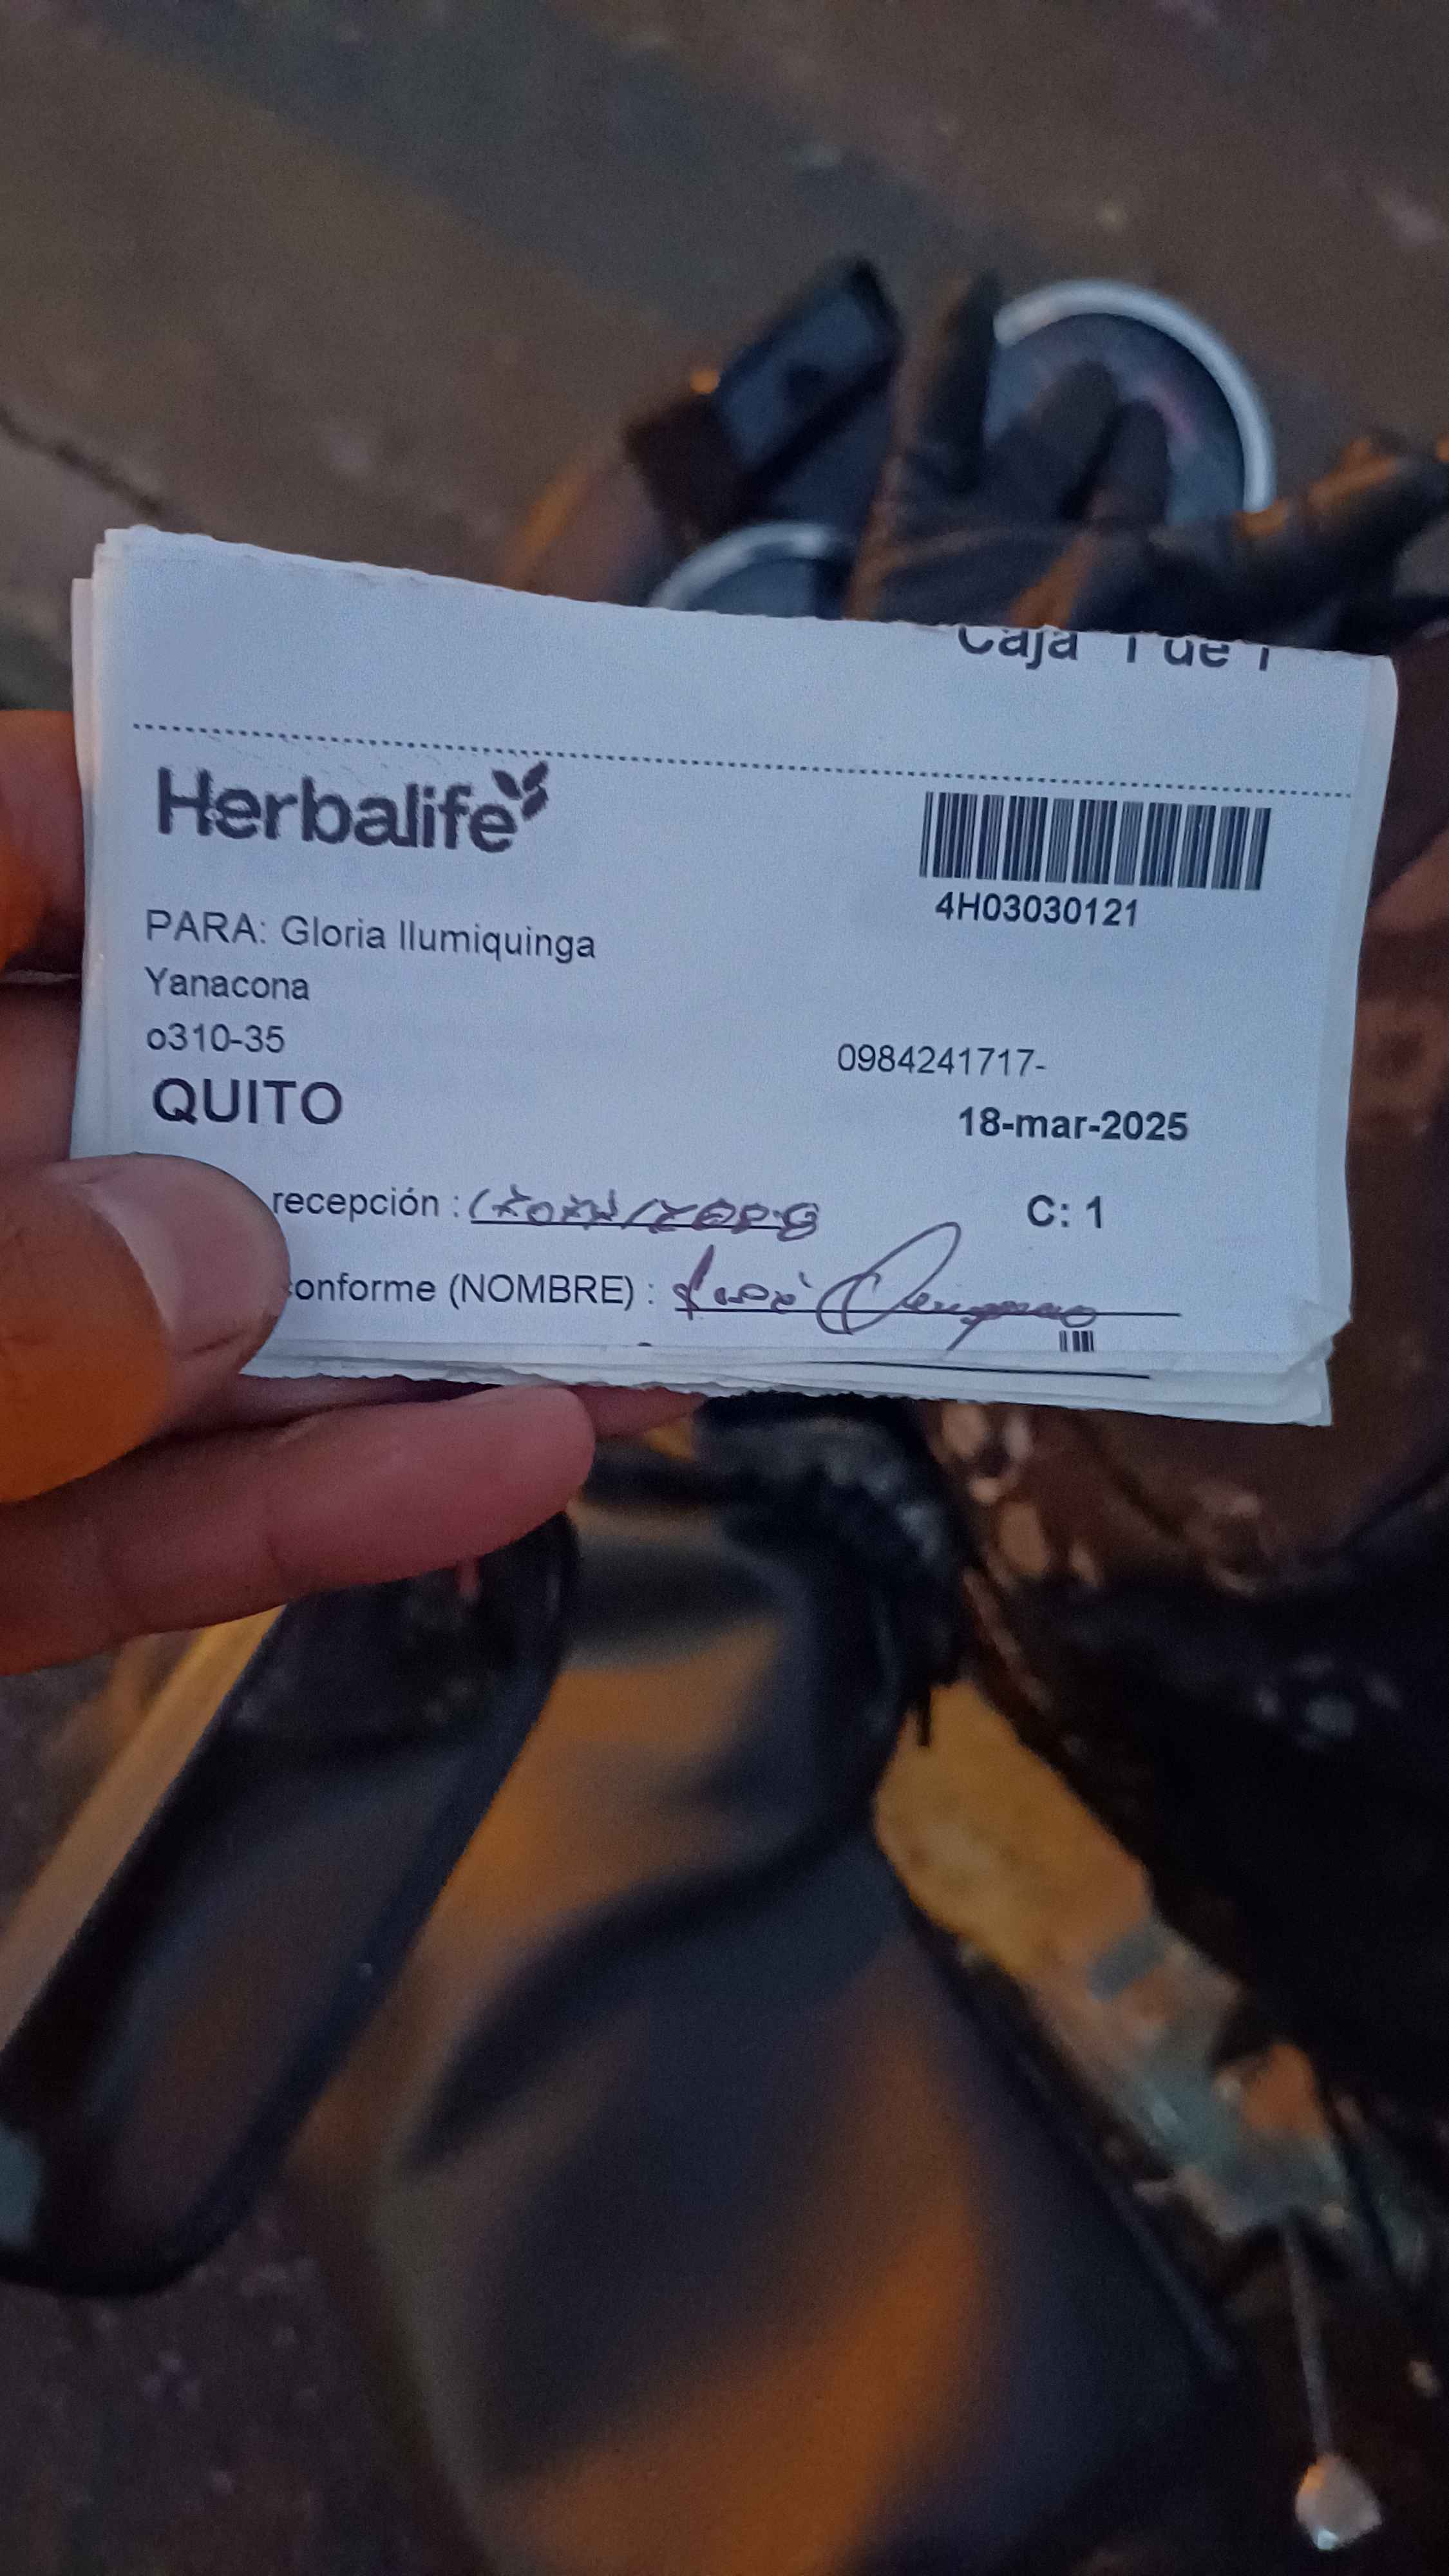 Caja 1 de 1
Herbalife
4H03030121
PARA: Gloria Ilumiquinga
Yanacona
o310-35
0984241717-
QUITO
18-mar-2025
recepción :
C: 1
conforme (NOMBRE) : José